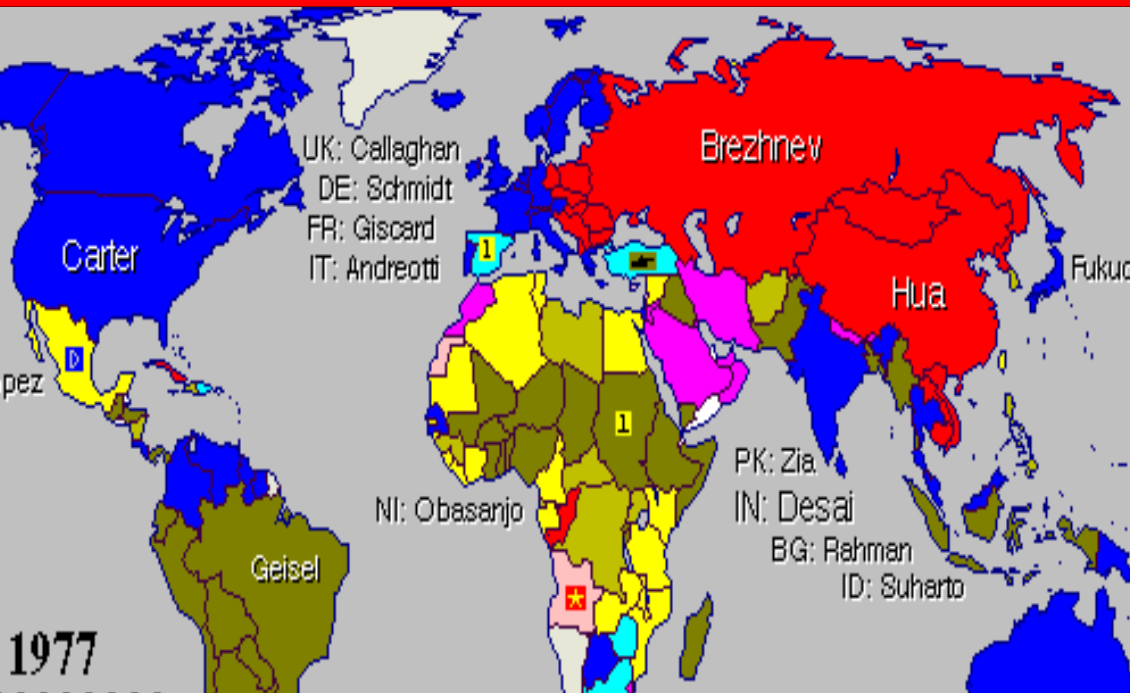 UK: Callaghan
DE: Schmidt
FR: Giscard
IT: Andreotti
Brezhnev
Carter
Hua
Fukuc
1
D
pez
1
NI: Obasanjo
PK: Zia
IN: Desai
BG: Rahman
ID: Suharto
Geisel
1977